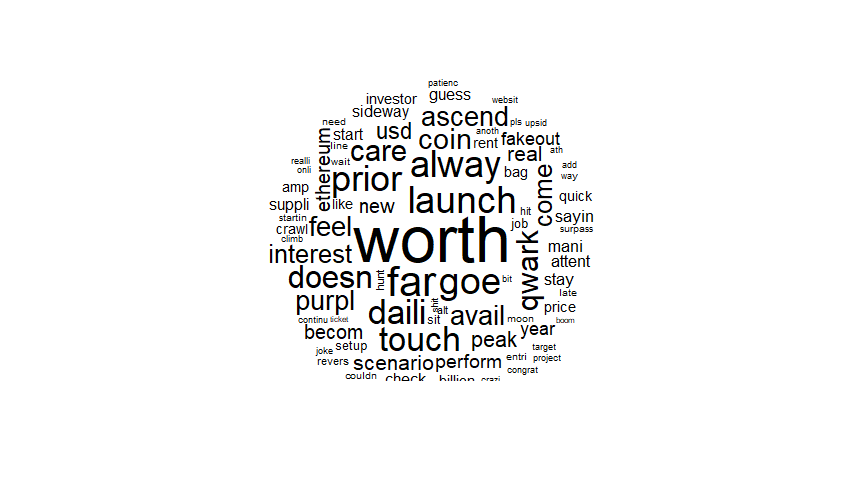 patienc
investor
guess
websit
sideway
ascend
pls
upsid
need
start
usd
coin
anoth
rent
fakeout
line
care
real
ath
realli
onli
wait
alway
bag
add
way
ethereum
prior
amp
like
new
launch
hit
come
quick
suppli
startin
crawl
climb
feel
worth
job
sayin
surpass
interest
qwark
mani
attent
doesn
hunt
far
goe
bit
stay
late
purpl
daili
shit
alt
sit
avail
moon
price
continu
ticket
becom
touch
peak
year
boom
joke
setup
target
revers
scenario
perform
entri
project
congrat
couldn
check
billion
crazi